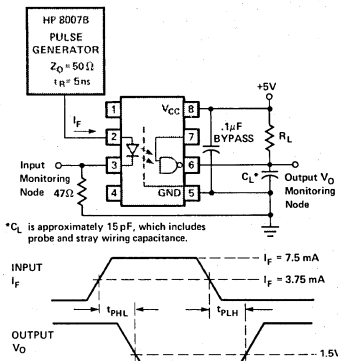 HP 8007B
PULSE
GENERATOR
Z_O = 50Ω
t_R = 5ns
I_F
1
2
3
4
V_CC 8
7
6
GND 5
+5V
.1µF
BYPASS
R_L
C_L*
Output V_O
Monitoring
Node
Input
Monitoring
Node
47Ω
*C_L is approximately 15 pF, which includes
probe and stray wiring capacitance.
INPUT
I_F
I_F = 7.5 mA
I_F = 3.75 mA
t_PHL
t_PLH
OUTPUT
V_O
1.5V